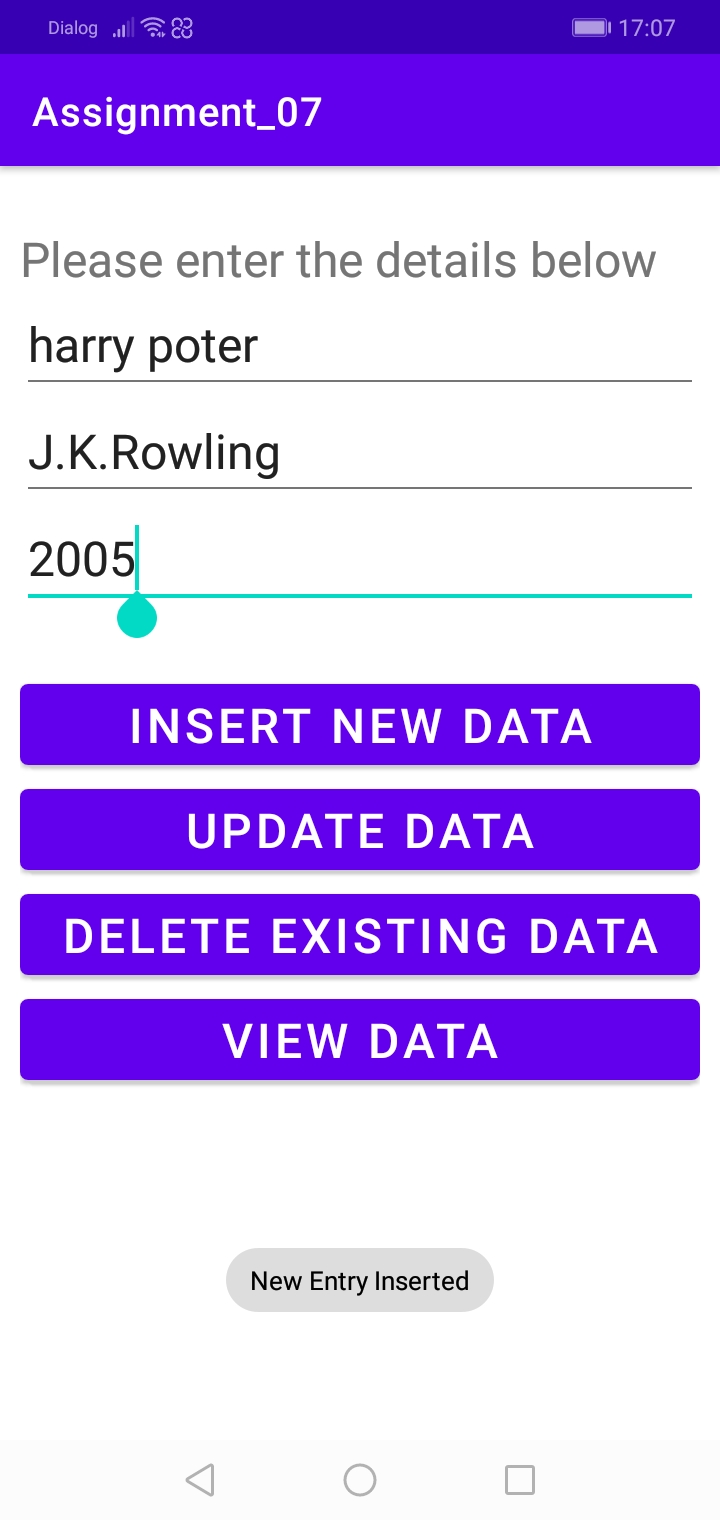 Dialog 17:07
Assignment_07
Please enter the details below
harry poter
J.K.Rowling
2005
INSERT NEW DATA
UPDATE DATA
DELETE EXISTING DATA
VIEW DATA
New Entry Inserted